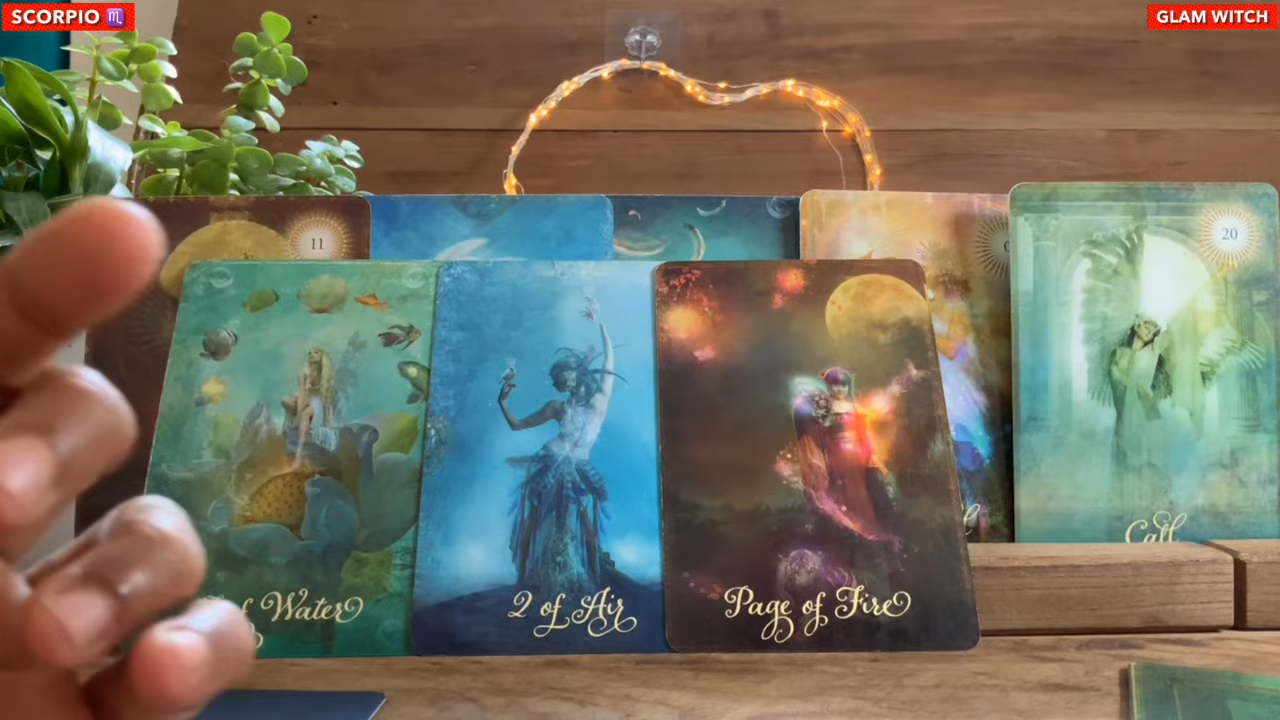 SCORPIO ♏
GLAM WITCH
11
20
Call
of Water
2 of Air
Page of Fire